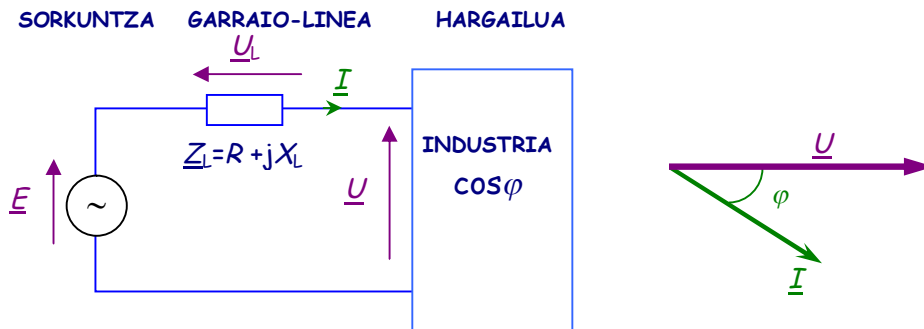 SORKUNTZA GARRAIO-LINEA HARGAILUA
U_L
I
Z_L=R+jX_L
E
~
U
INDUSTRIA
cosφ
U
φ
I